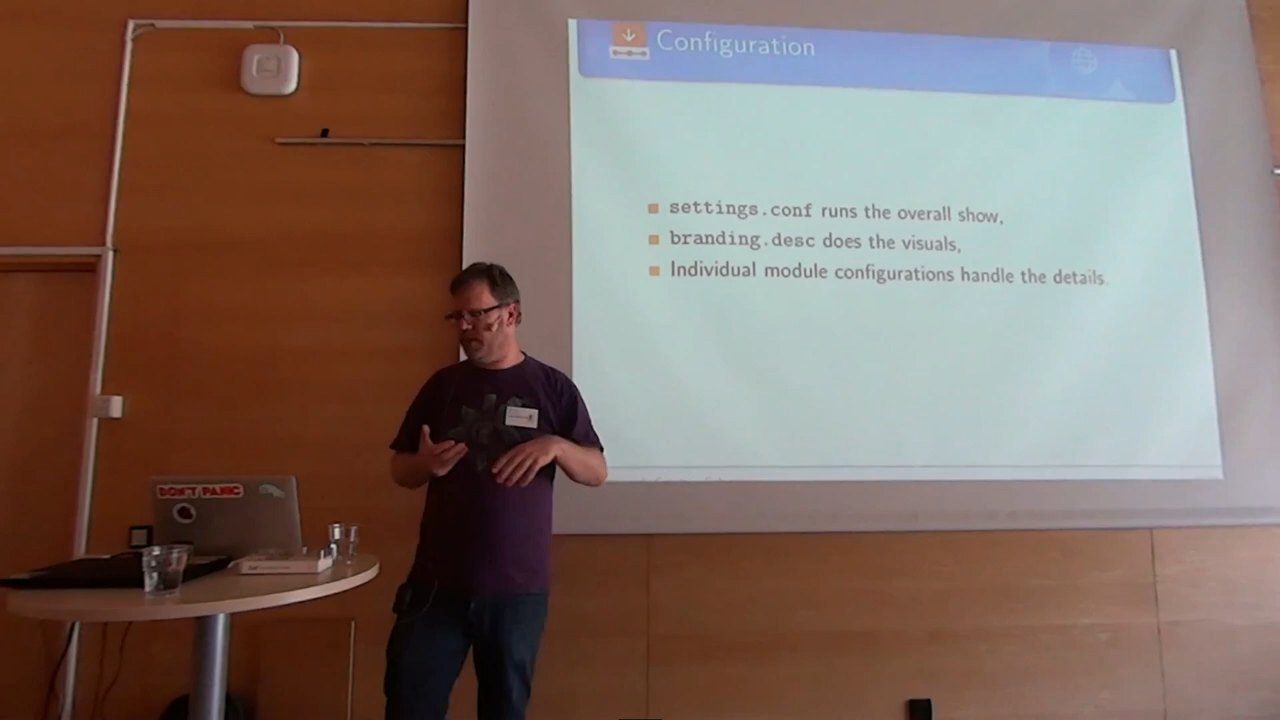 Configuration
settings.conf runs the overall show,
branding.desc does the visuals,
Individual module configurations handle the details.
DON'T PANIC